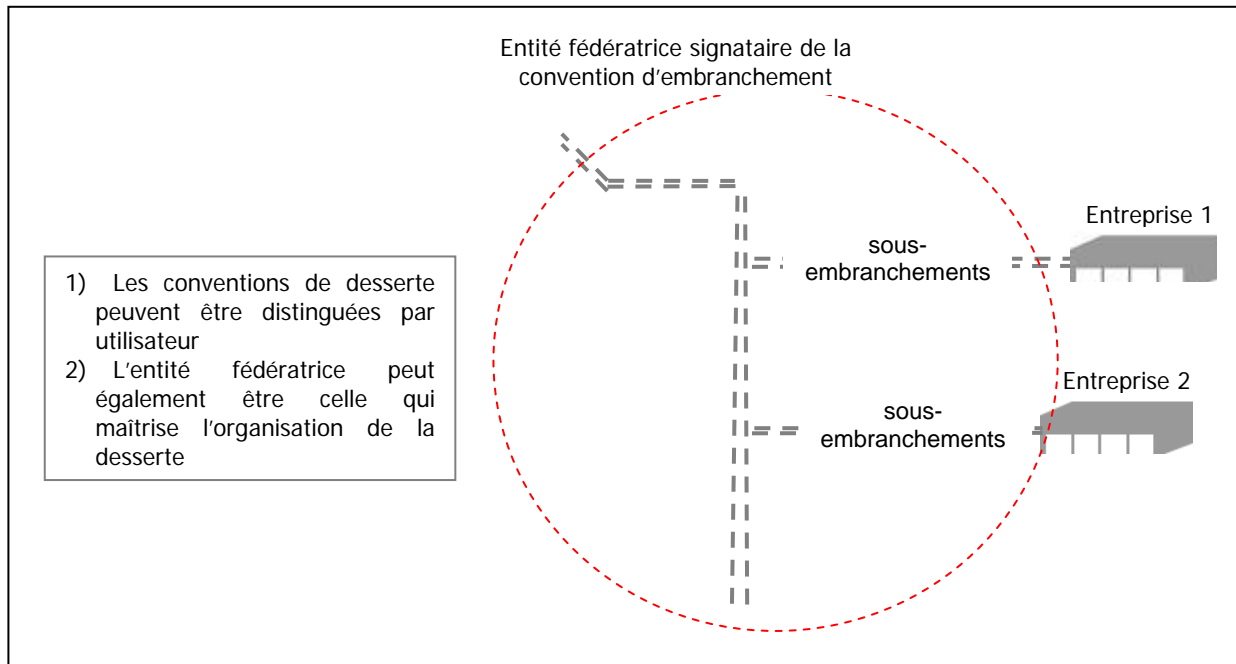 Entité fédératrice signataire de la
convention d'embranchement
Entreprise 1
sous-
embranchements
1) Les conventions de desserte
peuvent être distinguées par
utilisateur
2) L'entité fédératrice peut
également être celle qui
maîtrise l'organisation de la
desserte
Entreprise 2
sous-
embranchements